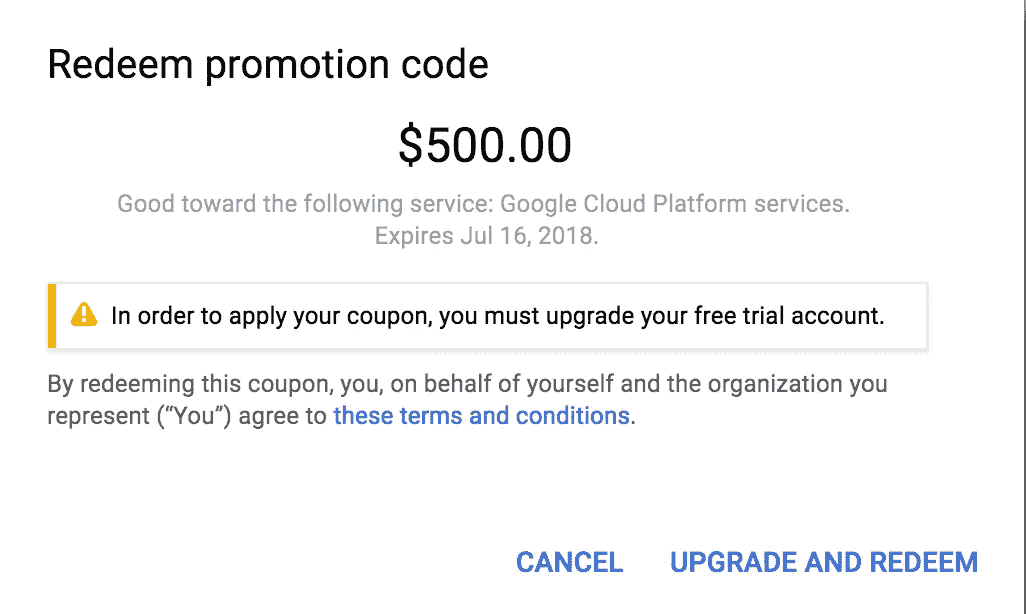 Redeem promotion code
$500.00
Good toward the following service: Google Cloud Platform services.
Expires Jul 16, 2018.
In order to apply your coupon, you must upgrade your free trial account.
By redeeming this coupon, you, on behalf of yourself and the organization you
represent (“You”) agree to these terms and conditions.
CANCEL UPGRADE AND REDEEM